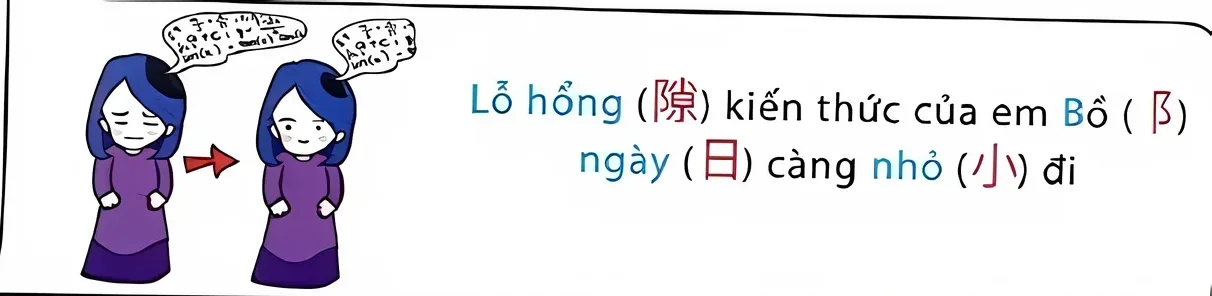 Lỗ hổng (隙) kiến thức của em Bồ (阝)
ngày (日) càng nhỏ (小) đi